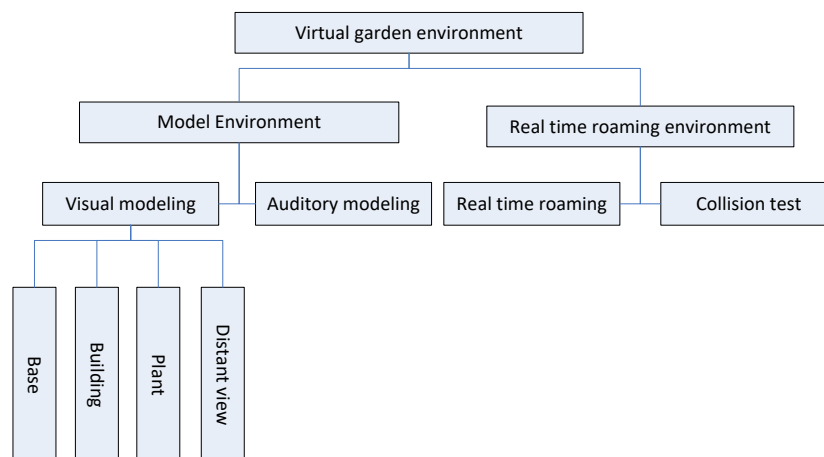 Virtual garden environment
Model Environment
Real time roaming environment
Visual modeling
Auditory modeling
Real time roaming
Collision test
Base
Building
Plant
Distant view